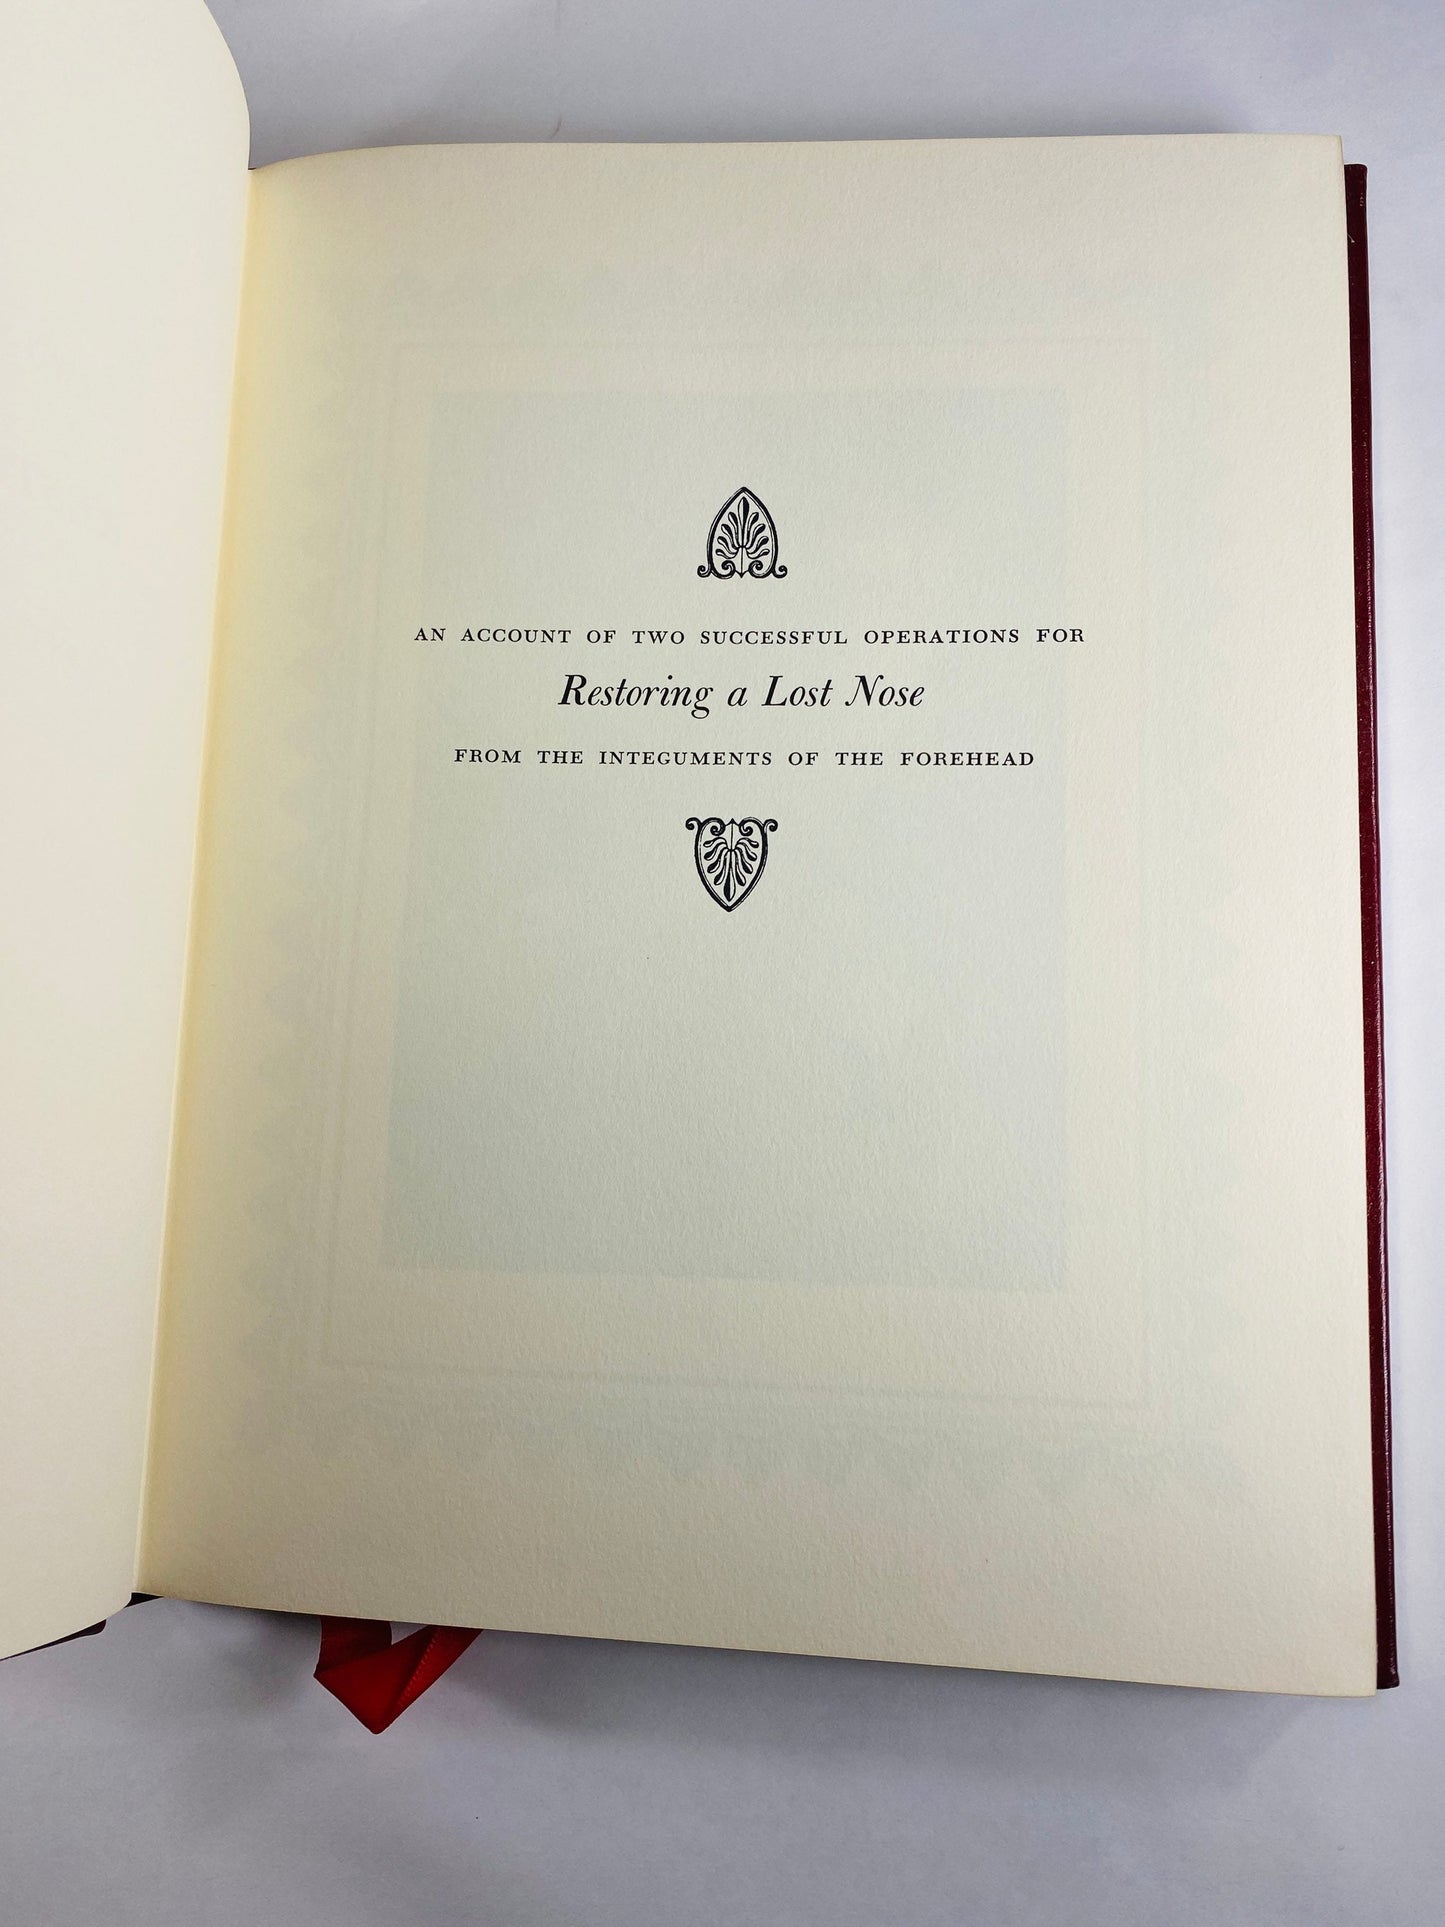 AN ACCOUNT OF TWO SUCCESSFUL OPERATIONS FOR
Restoring a Lost Nose
FROM THE INTEGUMENTS OF THE FOREHEAD